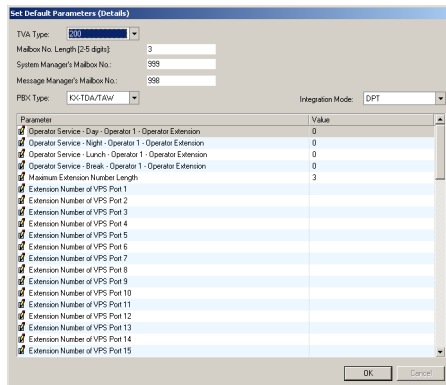 Set Default Parameters (Details)
TVA Type: 200
Mailbox No. Length [2-5 digits]: 3
System Manager's Mailbox No.: 999
Message Manager's Mailbox No.: 998
PBX Type: KX-TDA/TAW Integration Mode: DPT
Parameter Value
Operator Service - Day - Operator 1 - Operator Extension 0
Operator Service - Night - Operator 1 - Operator Extension 0
Operator Service - Lunch - Operator 1 - Operator Extension 0
Operator Service - Break - Operator 1 - Operator Extension 0
Maximum Extension Number Length 3
Extension Number of VPS Port 1
Extension Number of VPS Port 2
Extension Number of VPS Port 3
Extension Number of VPS Port 4
Extension Number of VPS Port 5
Extension Number of VPS Port 6
Extension Number of VPS Port 7
Extension Number of VPS Port 8
Extension Number of VPS Port 9
Extension Number of VPS Port 10
Extension Number of VPS Port 11
Extension Number of VPS Port 12
Extension Number of VPS Port 13
Extension Number of VPS Port 14
Extension Number of VPS Port 15
OK Cancel